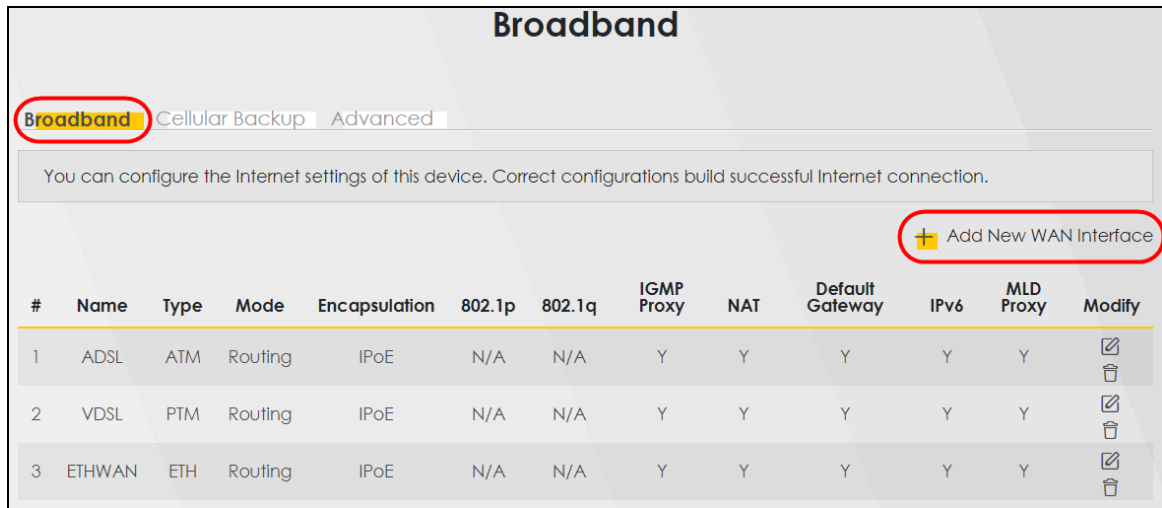 Broadband
Broadband Cellular Backup Advanced
You can configure the Internet settings of this device. Correct configurations build successful Internet connection.
+ Add New WAN Interface
# Name Type Mode Encapsulation 802.1p 802.1q IGMP Proxy NAT Default Gateway IPv6 MLD Proxy Modify
1 ADSL ATM Routing IPoE N/A N/A Y Y Y Y Y
2 VDSL PTM Routing IPoE N/A N/A Y Y Y Y Y
3 ETHWAN ETH Routing IPoE N/A N/A Y Y Y Y Y